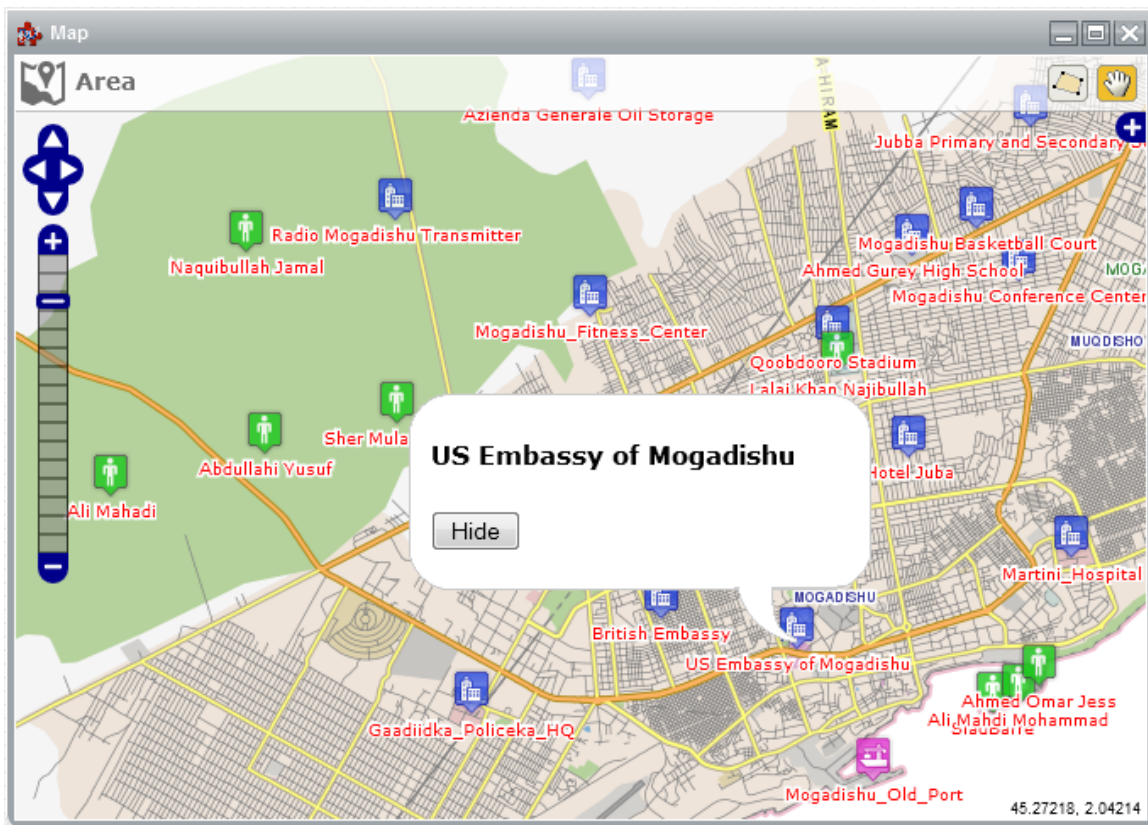 Map
Area
A HIRAM
Azienda Generale Oil Storage
Jubba Primary and Secondary
Radio Mogadishu Transmitter
Naquibullah Jamal
Mogadishu Basketball Court
Ahmed Gurey High School
MOGA
Mogadishu Conference Center
Mogadishu_Fitness_Center
MUQDISHO
Qoobdooro Stadium
Lalai Khan Najibullah
Sher Mula
US Embassy of Mogadishu
Abdullahi Yusuf
Hotel Juba
Ali Mahadi
Hide
Martini_Hospital
MOGADISHU
British Embassy
US Embassy of Mogadishu
Ahmed Omar Jess
Ali Mahdi Mohammad
Gaadiidka_Policeka_HQ
Mogadishu_Old_Port
45.27218, 2.04214